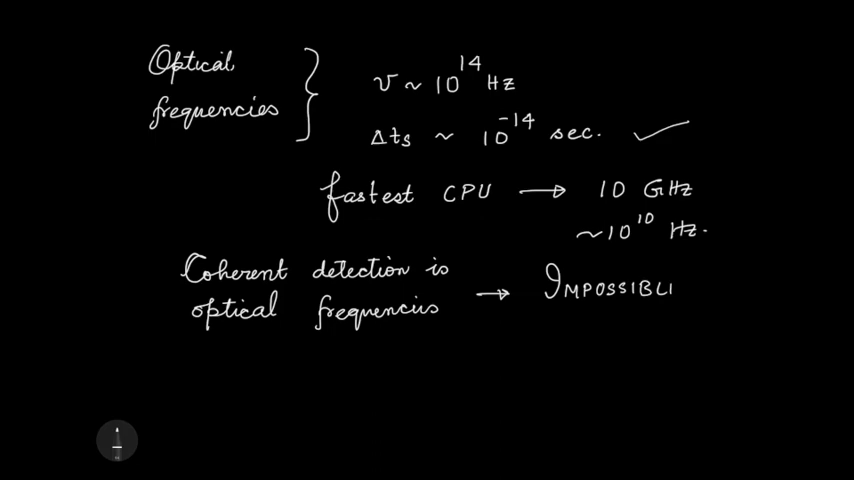 Optical
frequencies
ν ~ 10^14 Hz
Δts ~ 10^-14 sec. ✓
fastest CPU → 10 GHz
~10^10 Hz.
Coherent detection is
optical frequencies → IMPOSSIBL